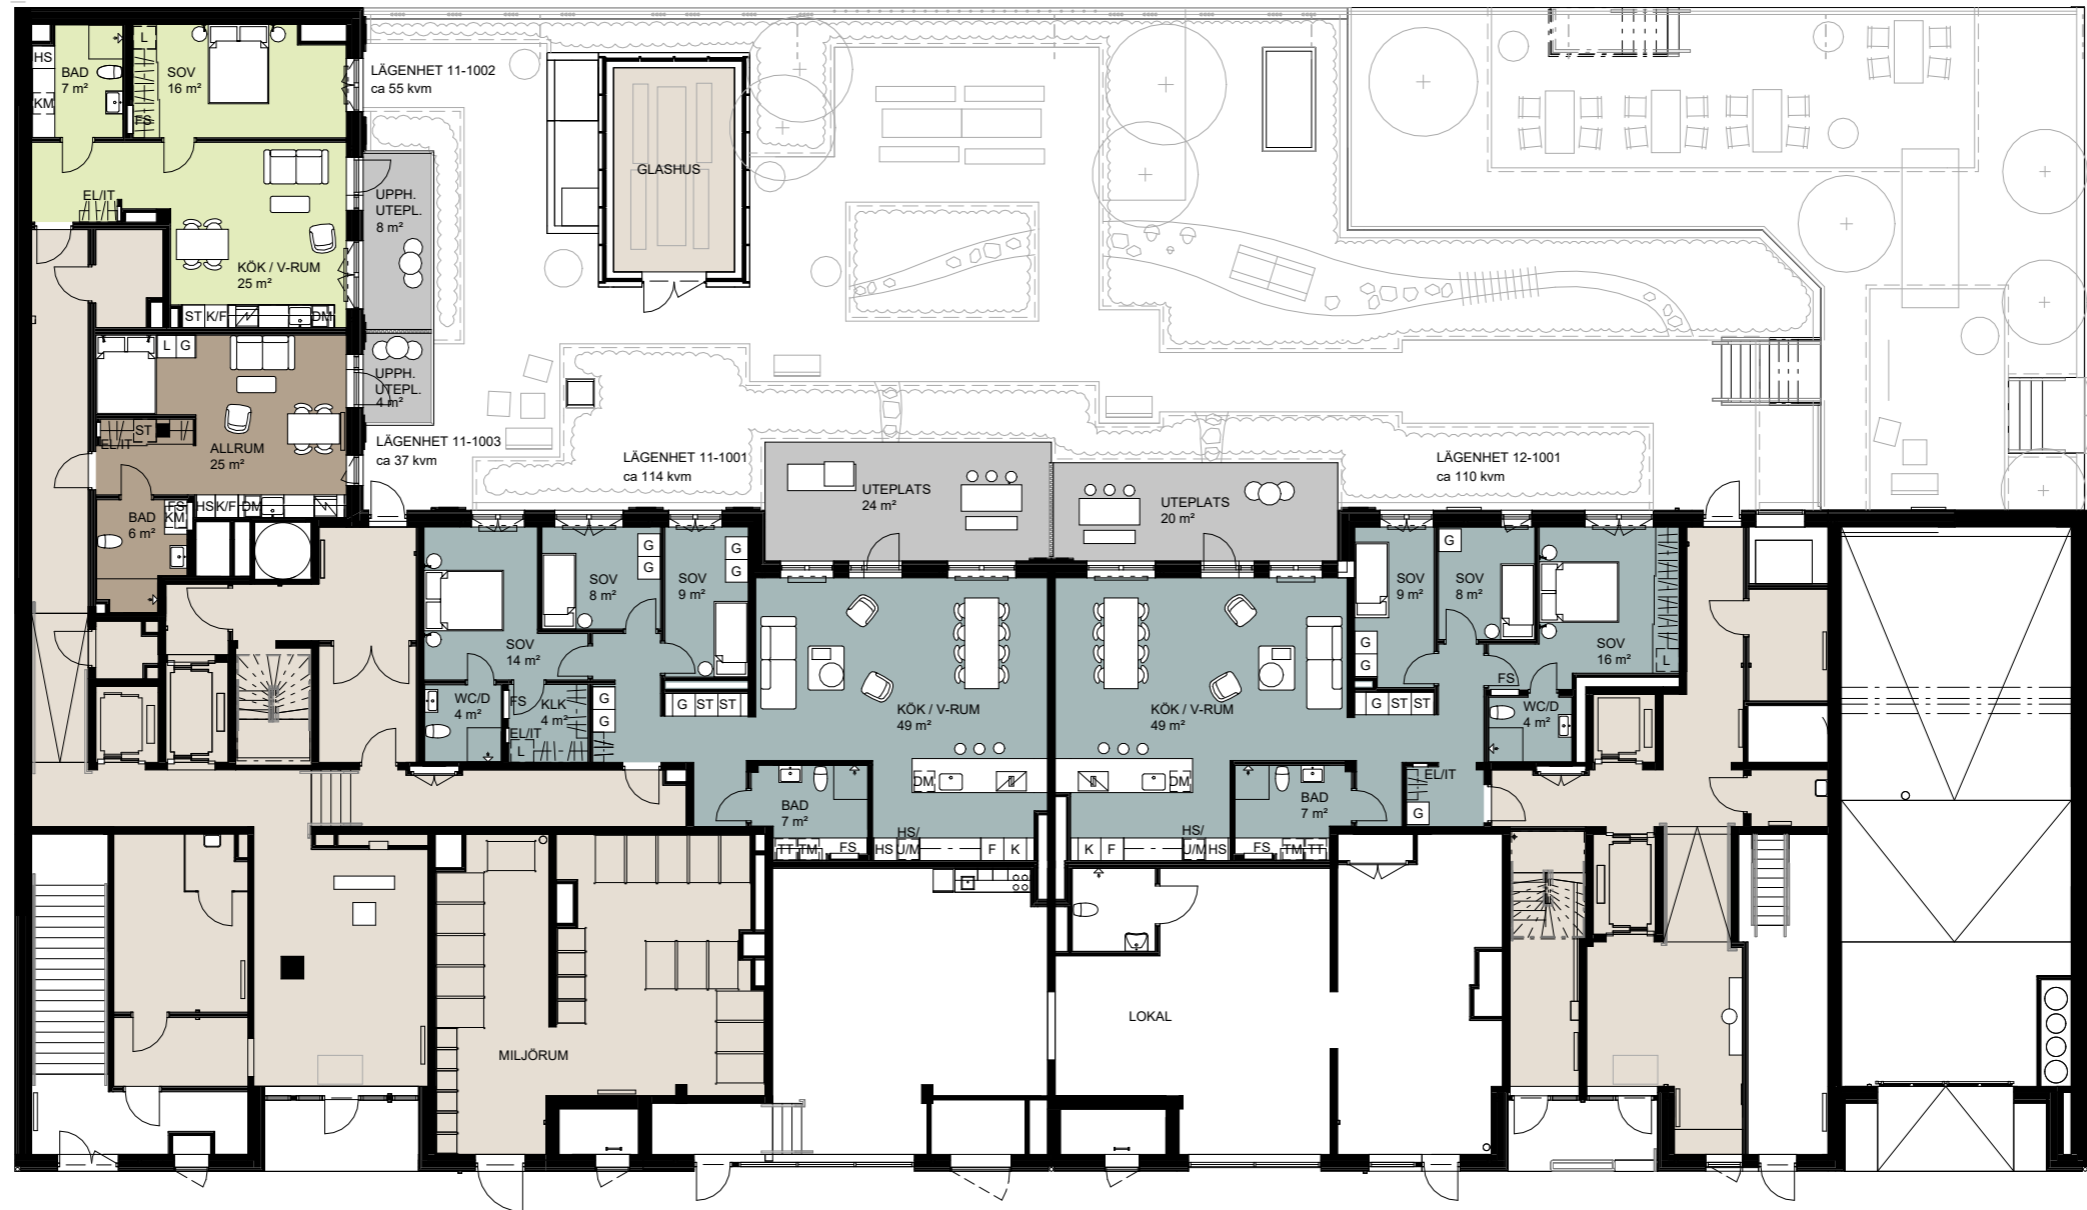 HS
BAD
7 m²
KM
L
SOV
16 m²
FS
LÄGENHET 11-1002
ca 55 kvm
EL/IT
UPPH.
UTEPL.
8 m²
KÖK / V-RUM
25 m²
ST K/F
DM
GLASHUS
L G
UPPH.
UTEPL.
4 m²
ST
EL/IT
ALLRUM
25 m²
LÄGENHET 11-1003
ca 37 kvm
FS
KM
HS K/F DM
BAD
6 m²
LÄGENHET 11-1001
ca 114 kvm
UTEPLATS
24 m²
UTEPLATS
20 m²
LÄGENHET 12-1001
ca 110 kvm
SOV
14 m²
SOV
8 m²
G
G
SOV
9 m²
G
G
WC/D
4 m²
FS
KLK
4 m²
EL/IT
L
G
G
G ST ST
KÖK / V-RUM
49 m²
DM
BAD
7 m²
TT TM
FS
HS
HS/
U/M
F K
KÖK / V-RUM
49 m²
DM
K F
HS/
U/M
HS
BAD
7 m²
FS
TM TT
SOV
9 m²
G
G
G
SOV
8 m²
SOV
16 m²
L
G ST ST
FS
WC/D
4 m²
EL/IT
G
MILJÖRUM
LOKAL